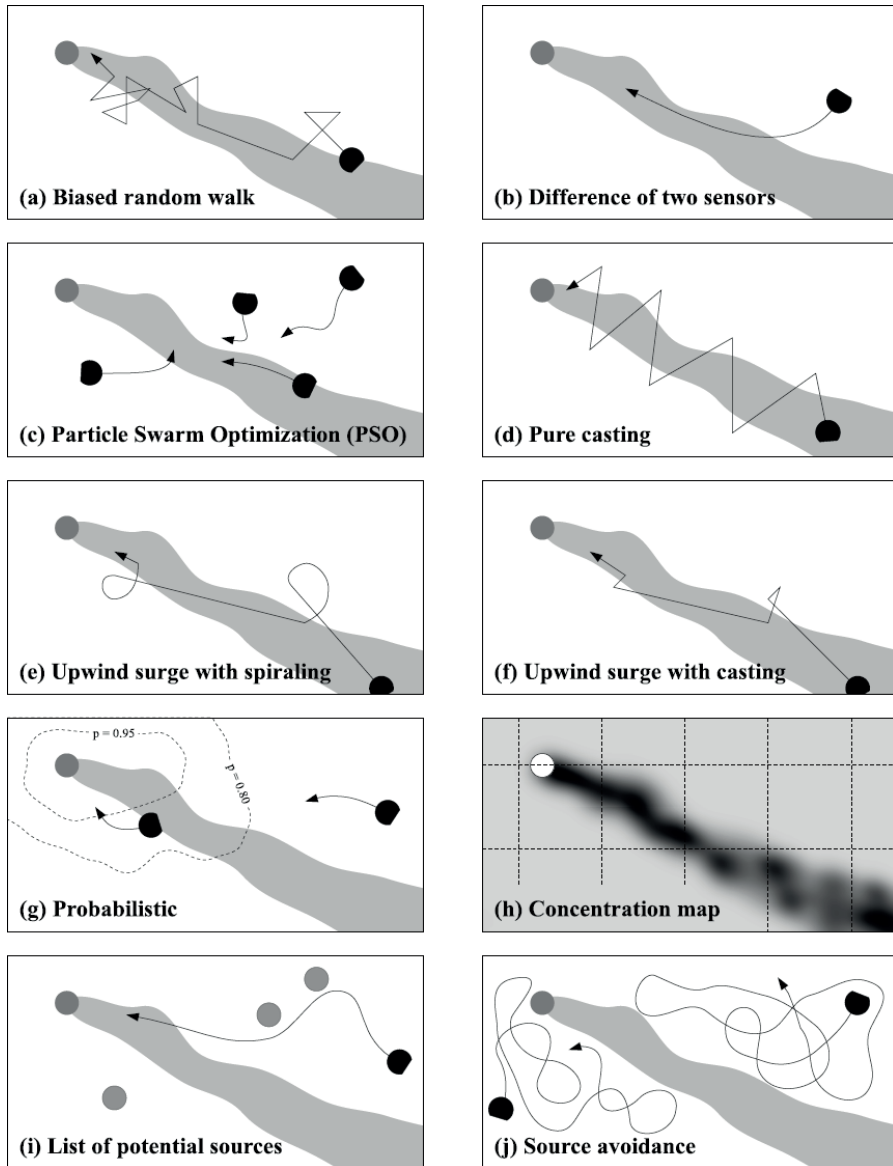 (a) Biased random walk
(b) Difference of two sensors
(c) Particle Swarm Optimization (PSO)
(d) Pure casting
(e) Upwind surge with spiraling
(f) Upwind surge with casting
p = 0.95
p = 0.80
(g) Probabilistic
(h) Concentration map
(i) List of potential sources
(j) Source avoidance